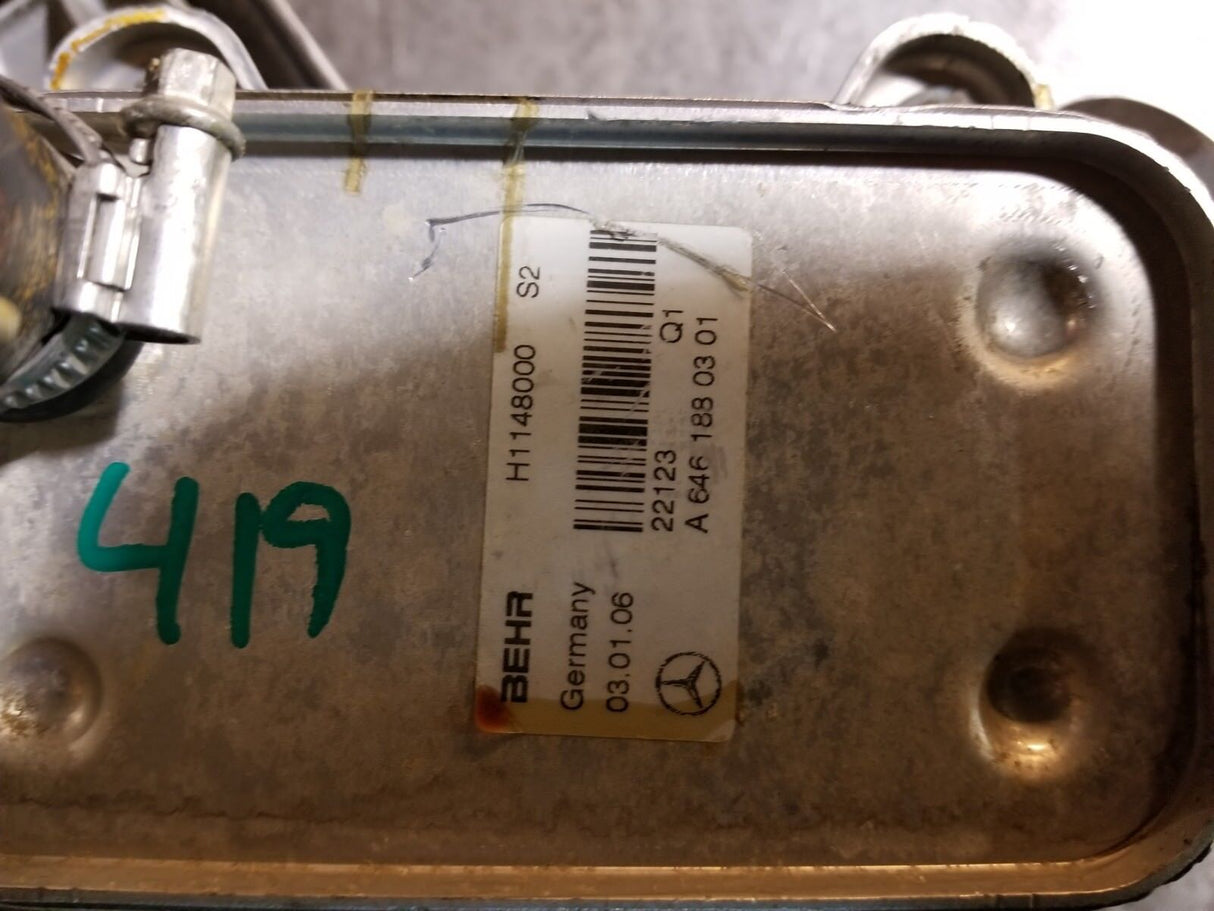 419
BEHR H1148000 S2
Germany
03.01.06 22123 Q1
A 646 188 03 01